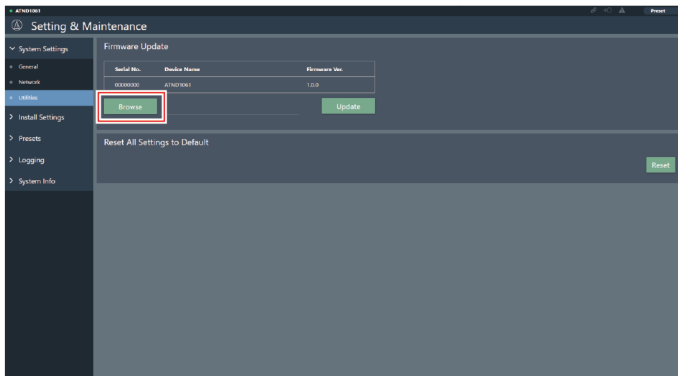 ATND1061
Preset
Setting & Maintenance
System Settings
General
Network
Utilities
Install Settings
Presets
Logging
System Info
Firmware Update
Serial No. Device Name Firmware Ver.
00000000 ATND1061 1.0.0
Browse Update
Reset All Settings to Default
Reset